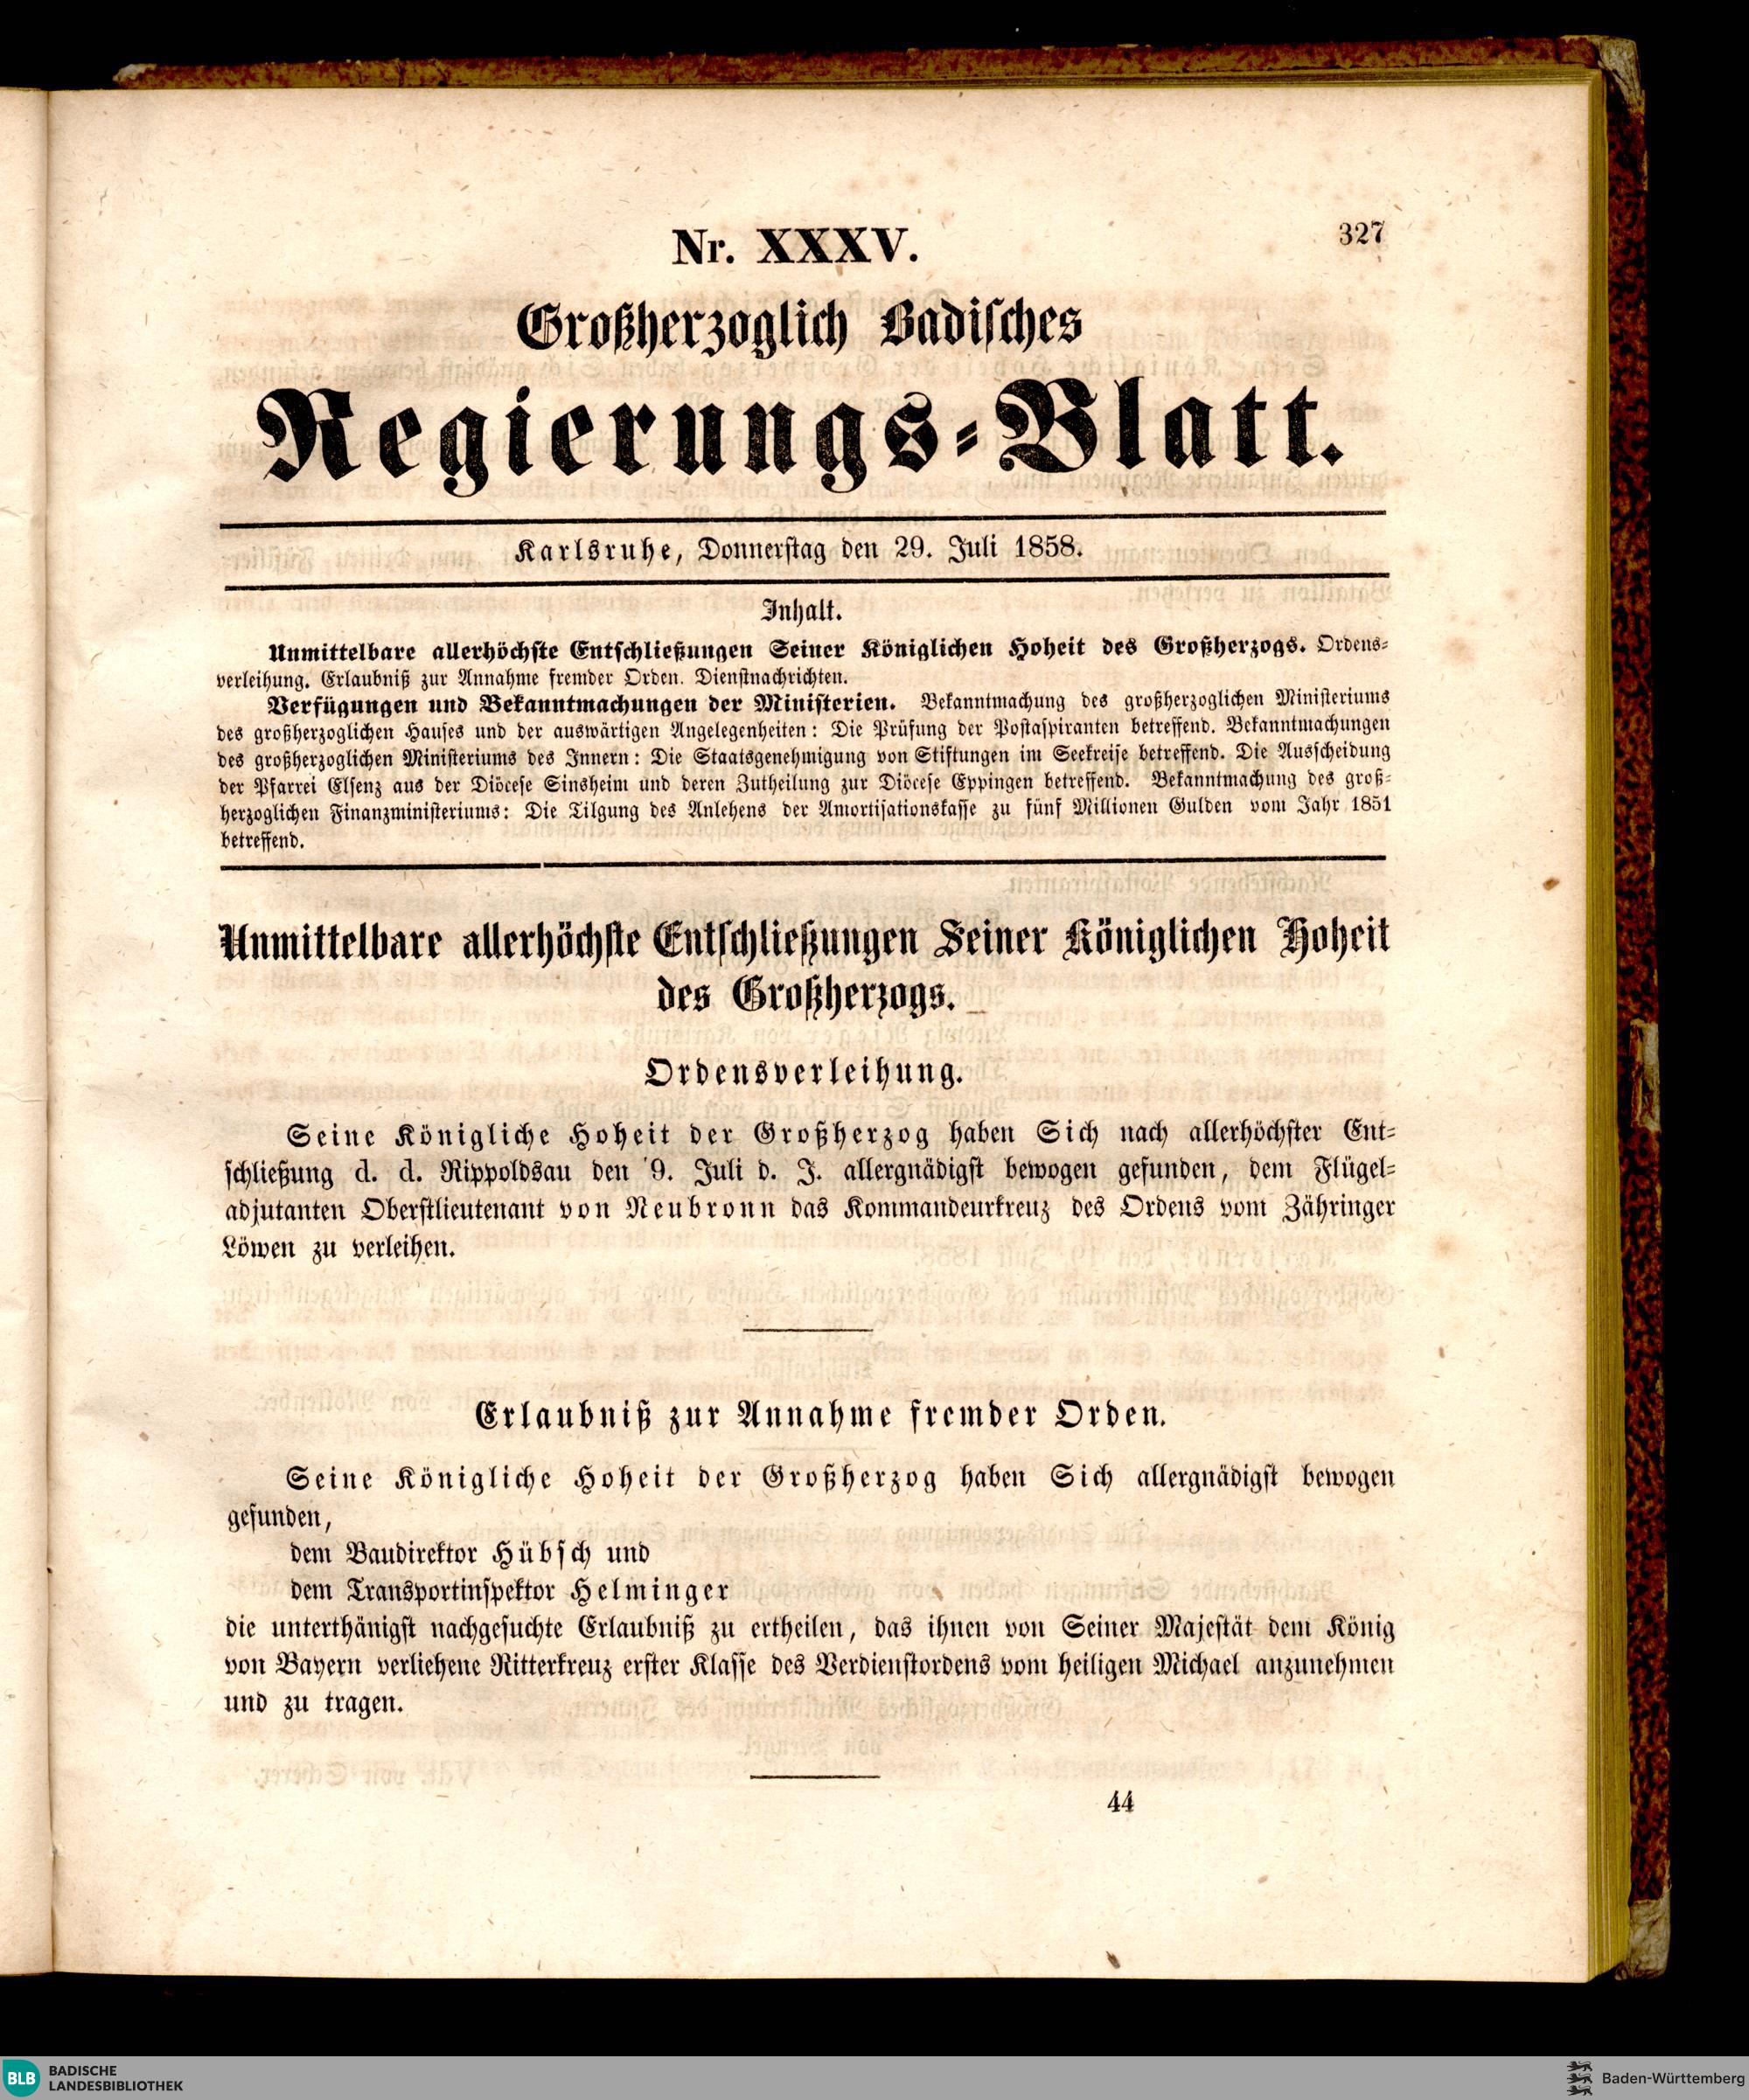 327
Nr. XXXV.
Großherzoglich Badisches
Regierungs-Blatt.
Karlsruhe, Donnerstag den 29. Juli 1858.
Inhalt.
Unmittelbare allerhöchste Entschließungen Seiner Königlichen Hoheit des Großherzogs. Ordens-
verleihung. Erlaubniß zur Annahme fremder Orden. Dienstnachrichten.
Verfügungen und Bekanntmachungen der Ministerien. Bekanntmachung des großherzoglichen Ministeriums
des großherzoglichen Hauses und der auswärtigen Angelegenheiten: Die Prüfung der Postaspiranten betreffend. Bekanntmachungen
des großherzoglichen Ministeriums des Innern: Die Staatsgenehmigung von Stiftungen im Seekreise betreffend. Die Ausscheidung
der Pfarrei Elsenz aus der Diöcese Sinsheim und deren Zutheilung zur Diöcese Eppingen betreffend. Bekanntmachung des groß-
herzoglichen Finanzministeriums: Die Tilgung des Anlehens der Amortisationskasse zu fünf Millionen Gulden vom Jahr 1851
betreffend.
Unmittelbare allerhöchste Entschließungen Seiner Königlichen Hoheit
des Großherzogs.
Ordensverleihung.
Seine Königliche Hoheit der Großherzog haben Sich nach allerhöchster Ent-
schließung d. d. Rippoldsau den 9. Juli d. J. allergnädigst bewogen gefunden, dem Flügel-
adjutanten Oberstlieutenant von Neubronn das Kommandeurkreuz des Ordens vom Zähringer
Löwen zu verleihen.
Erlaubniß zur Annahme fremder Orden.
Seine Königliche Hoheit der Großherzog haben Sich allergnädigst bewogen
gefunden,
dem Baudirektor Hübsch und
dem Transportinspektor Helminger
die unterthänigst nachgesuchte Erlaubniß zu ertheilen, das ihnen von Seiner Majestät dem König
von Bayern verliehene Ritterkreuz erster Klasse des Verdienstordens vom heiligen Michael anzunehmen
und zu tragen.
44
BLB BADISCHE
LANDESBIBLIOTHEK
Baden-Württemberg